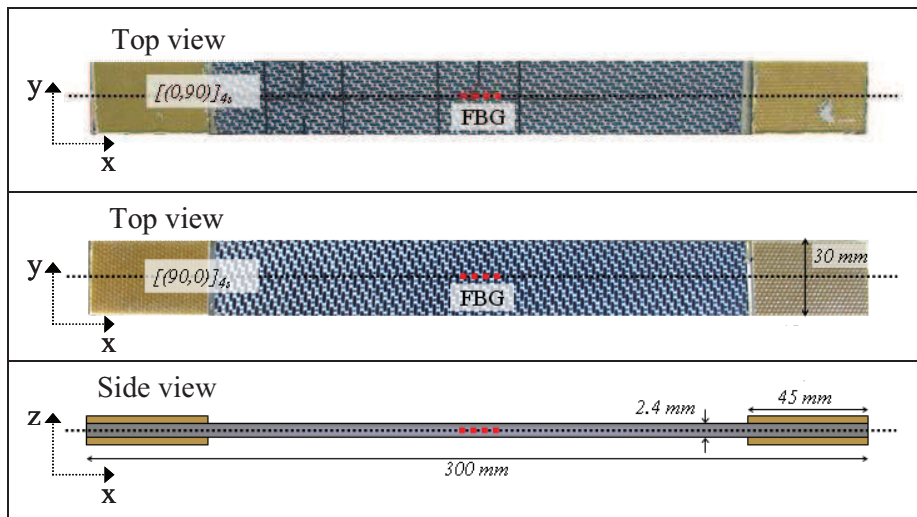 Top view
y
[(0,90)]4s
FBG
x
Top view
y
[(90,0)]4s
30 mm
FBG
x
Side view
z
2.4 mm
45 mm
300 mm
x